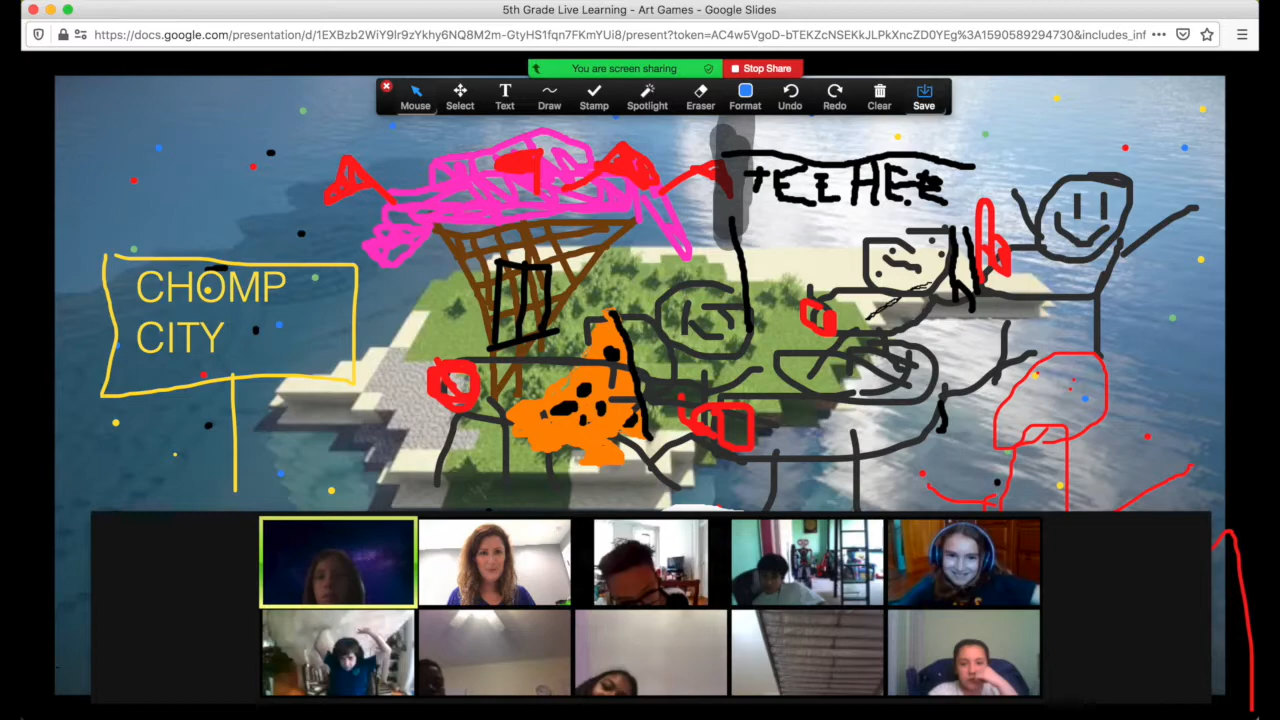 5th Grade Live Learning - Art Games - Google Slides
https://docs.google.com/presentation/d/1EXBzb2WiY9lr9zYkhy6NQ8M2m-GtyHS1fqn7FKmYUi8/present?token=AC4w5VgoD-bTEKZcNSEKkJLPkXncZD0YEg%3A1590589294730&includes_inf
You are screen sharing Stop Share
Mouse Select Text Draw Stamp Spotlight Eraser Format Undo Redo Clear Save
TEEHEE
CHOMP
CITY